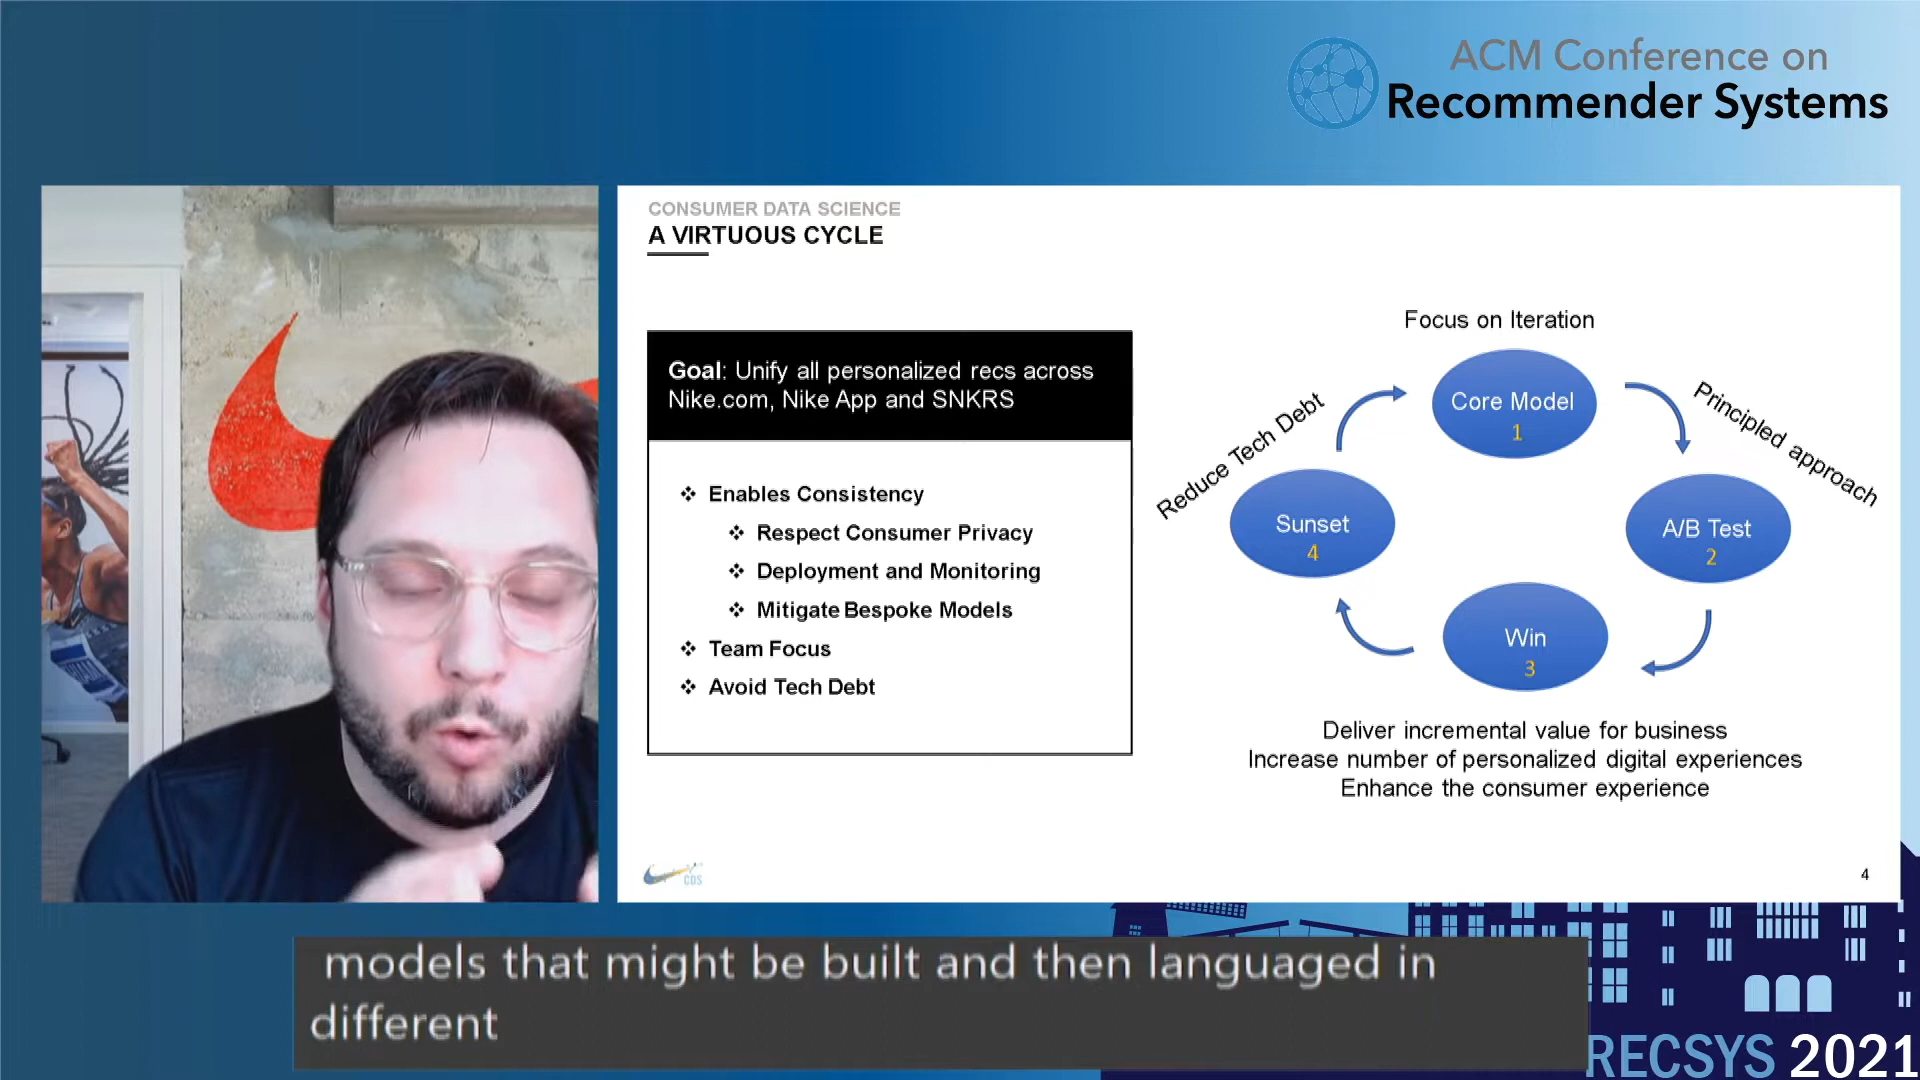 ACM Conference on
Recommender Systems
CONSUMER DATA SCIENCE
A VIRTUOUS CYCLE
Goal: Unify all personalized recs across
Nike.com, Nike App and SNKRS
❖ Enables Consistency
❖ Respect Consumer Privacy
❖ Deployment and Monitoring
❖ Mitigate Bespoke Models
❖ Team Focus
❖ Avoid Tech Debt
Focus on Iteration
Core Model
1
Principled approach
A/B Test
2
Win
3
Sunset
4
Reduce Tech Debt
Deliver incremental value for business
Increase number of personalized digital experiences
Enhance the consumer experience
CDS
4
models that might be built and then languaged in
different
RECSYS 2021